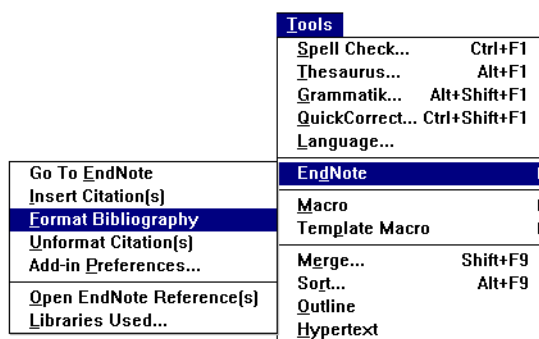 Tools
Spell Check... Ctrl+F1
Thesaurus... Alt+F1
Grammatik... Alt+Shift+F1
QuickCorrect... Ctrl+Shift+F1
Language...
EndNote
Macro
Template Macro
Merge... Shift+F9
Sort... Alt+F9
Outline
Hypertext
Go To EndNote
Insert Citation(s)
Format Bibliography
Unformat Citation(s)
Add-in Preferences...
Open EndNote Reference(s)
Libraries Used...